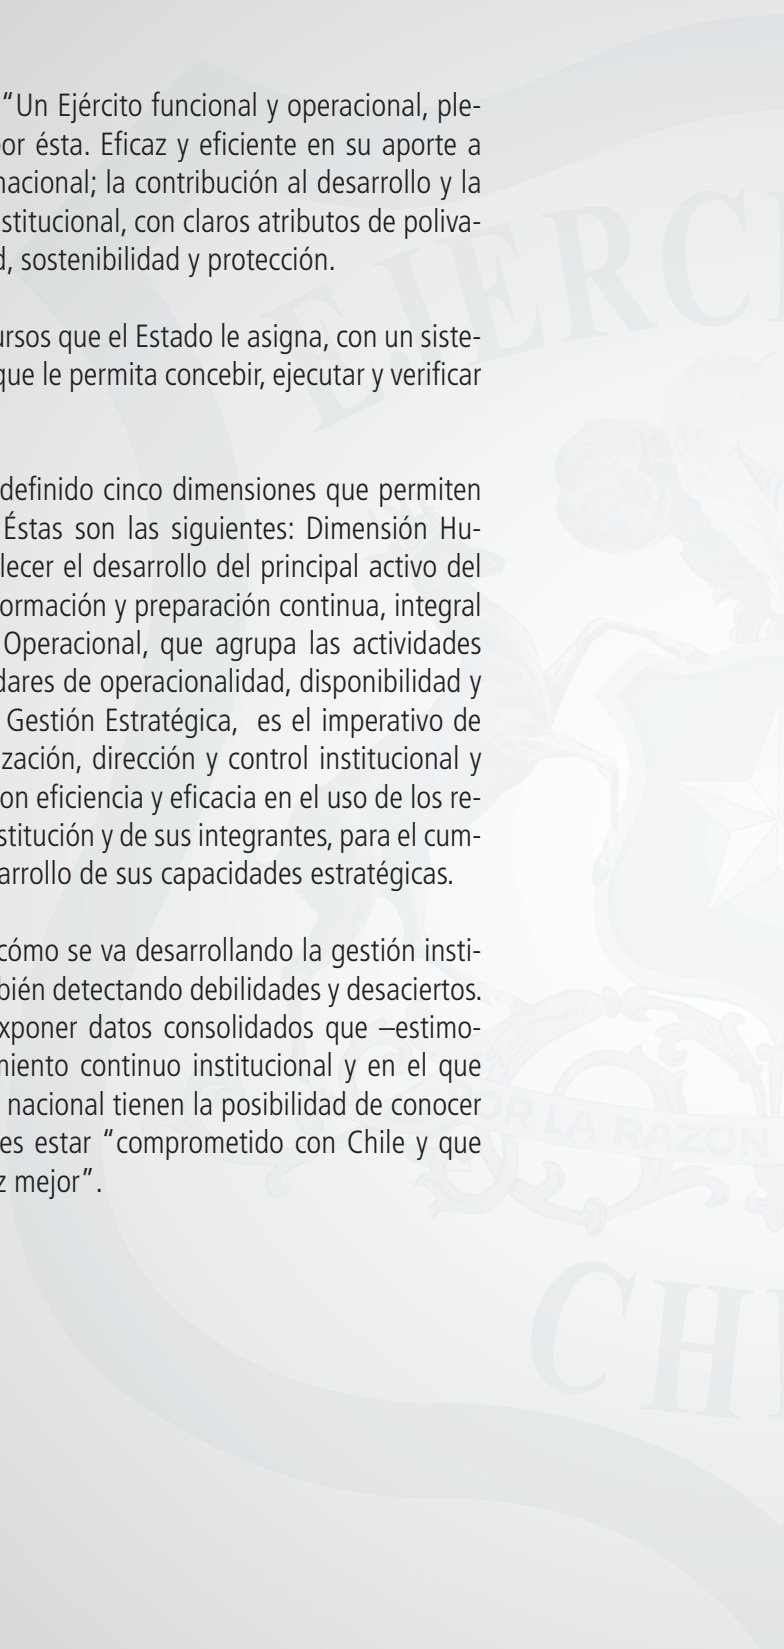 “Un Ejército funcional y operacional, ple-
por ésta. Eficaz y eficiente en su aporte a
nacional; la contribución al desarrollo y la
stitucional, con claros atributos de poliva-
d, sostenibilidad y protección.
ursos que el Estado le asigna, con un siste-
que le permita concebir, ejecutar y verificar
definido cinco dimensiones que permiten
Éstas son las siguientes: Dimensión Hu-
lecer el desarrollo del principal activo del
ormación y preparación continua, integral
Operacional, que agrupa las actividades
dares de operacionalidad, disponibilidad y
Gestión Estratégica,  es el imperativo de
zación, dirección y control institucional y
on eficiencia y eficacia en el uso de los re-
stitución y de sus integrantes, para el cum-
arrollo de sus capacidades estratégicas.
cómo se va desarrollando la gestión insti-
bién detectando debilidades y desaciertos.
xponer datos consolidados que –estimo-
miento continuo institucional y en el que
nacional tienen la posibilidad de conocer
es estar “comprometido con Chile y que
z mejor”.
EJERCI
POR LA RAZON
CHI